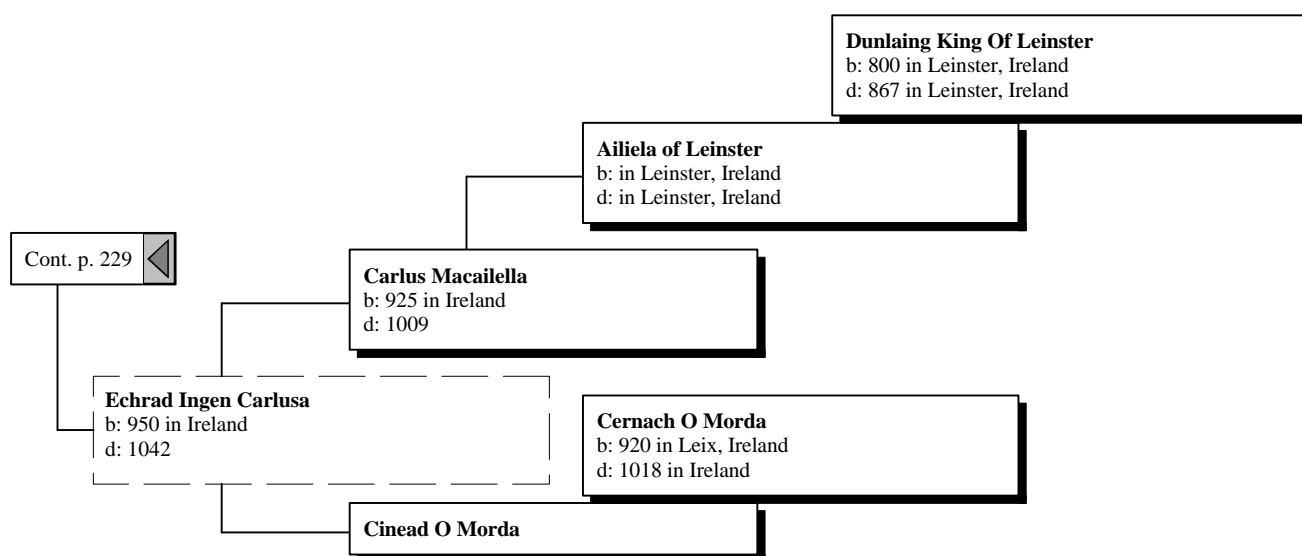 Dunlaing King Of Leinster
b: 800 in Leinster, Ireland
d: 867 in Leinster, Ireland
Ailiela of Leinster
b: in Leinster, Ireland
d: in Leinster, Ireland
Cont. p. 229
Carlus Macailella
b: 925 in Ireland
d: 1009
Echrad Ingen Carlusa
b: 950 in Ireland
d: 1042
Cernach O Morda
b: 920 in Leix, Ireland
d: 1018 in Ireland
Cinead O Morda